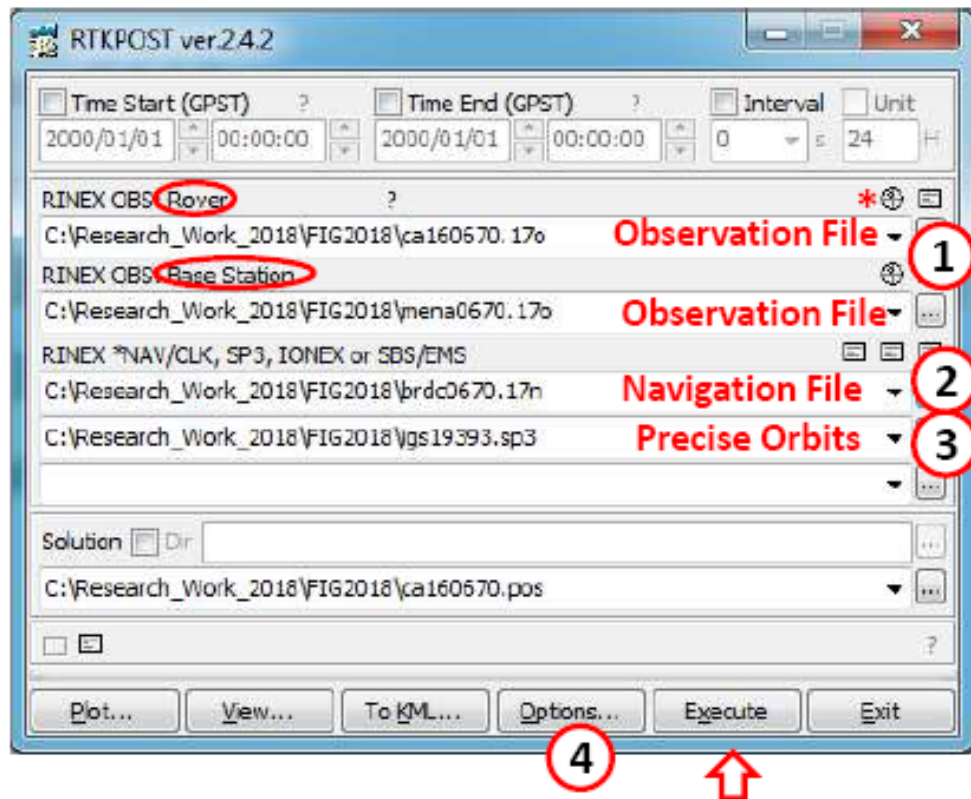 RTKPOST ver.2.4.2
Time Start (GPST) ? Time End (GPST) ? Interval Unit
2000/01/01 00:00:00 2000/01/01 00:00:00 0 s 24 H
RINEX OBS: Rover ? *
C:\Research_Work_2018\FIG2018\ca160670.17o Observation File
1
RINEX OBS: Base Station
C:\Research_Work_2018\FIG2018\mena0670.17o Observation File ...
RINEX *NAV/CLK, SP3, IONEX or SBS/EMS
C:\Research_Work_2018\FIG2018\brdc0670.17n Navigation File 2
C:\Research_Work_2018\FIG2018\igs19393.sp3 Precise Orbits 3
...
Solution Dir ...
C:\Research_Work_2018\FIG2018\ca160670.pos ...
?
Plot... View... To KML... Options... Execute Exit
4